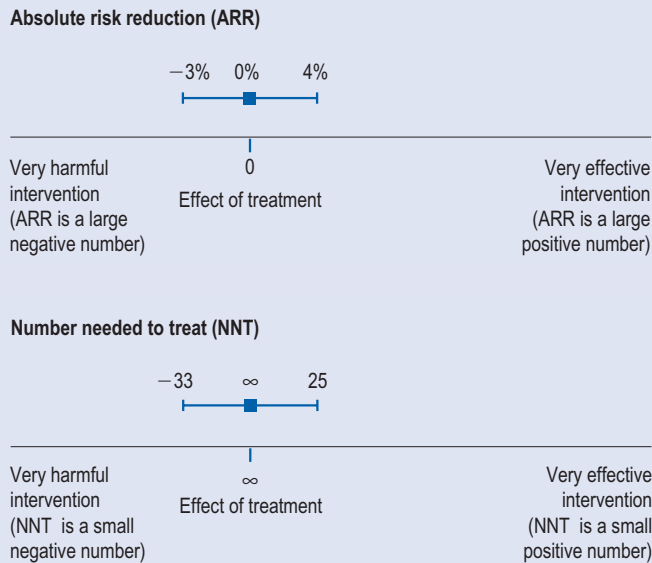 Absolute risk reduction (ARR)
−3% 0% 4%
0
Effect of treatment
Very harmful
intervention
(ARR is a large
negative number)
Very effective
intervention
(ARR is a large
positive number)
Number needed to treat (NNT)
−33 ∞ 25
∞
Effect of treatment
Very harmful
intervention
(NNT is a small
negative number)
Very effective
intervention
(NNT is a small
positive number)